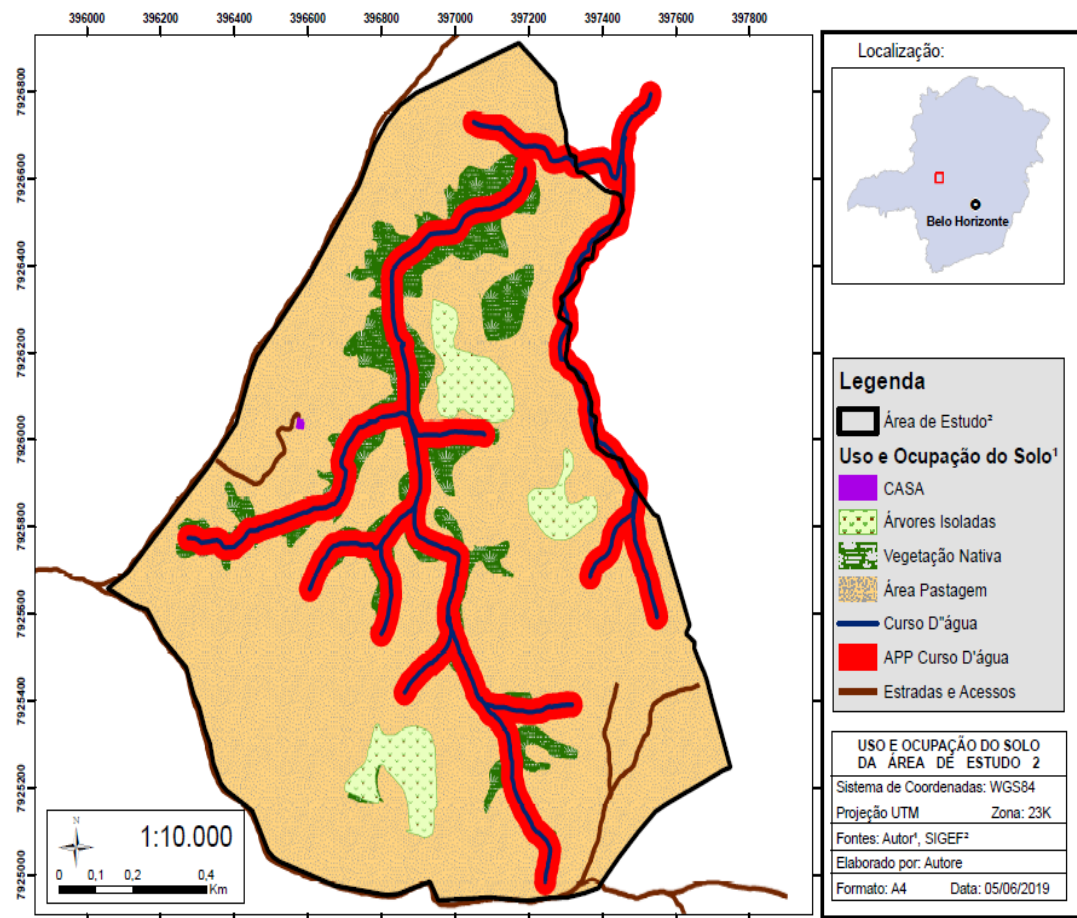 396000 396200 396400 396600 396800 397000 397200 397400 397600 397800
7926800
7926600
7926400
7926200
7926000
7925800
7925600
7925400
7925200
7925000
1:10.000
0 0,1 0,2 0,4
Km
Localização:
Belo Horizonte
Legenda
Área de Estudo²
Uso e Ocupação do Solo¹
CASA
Árvores Isoladas
Vegetação Nativa
Área Pastagem
Curso D"água
APP Curso D'água
Estradas e Acessos
USO E OCUPAÇÃO DO SOLO
DA ÁREA DE ESTUDO 2
Sistema de Coordenadas: WGS84
Projeção UTM Zona: 23K
Fontes: Autor¹, SIGEF²
Elaborado por: Autore
Formato: A4 Data: 05/06/2019